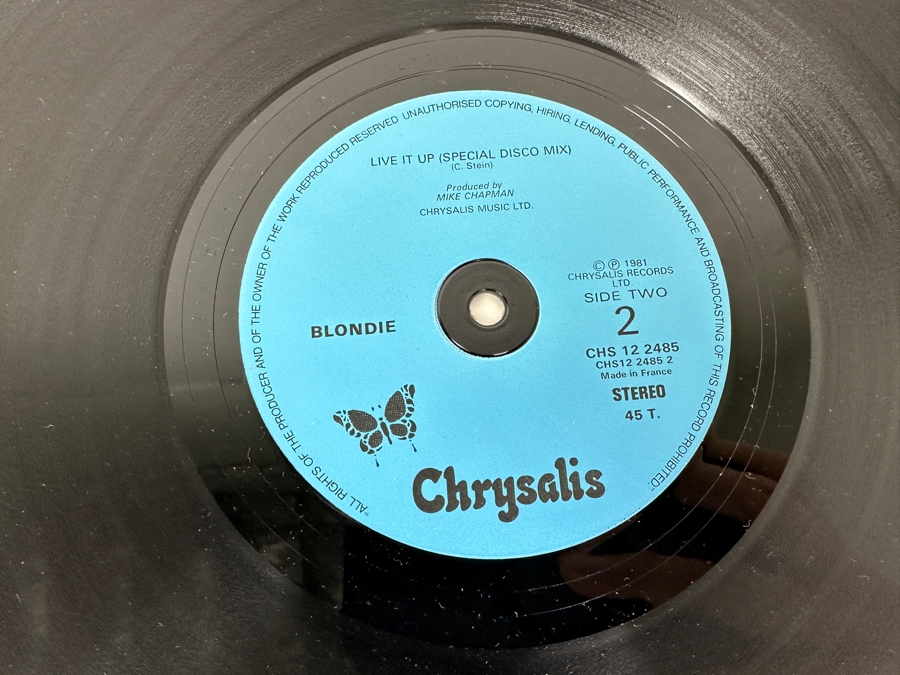 "ALL RIGHTS OF THE PRODUCER AND OF THE OWNER OF THE WORK REPRODUCED RESERVED UNAUTHORISED COPYING, HIRING, LENDING, PUBLIC PERFORMANCE AND BROADCASTING OF THIS RECORD PROHIBITED"
LIVE IT UP (SPECIAL DISCO MIX)
(C. Stein)
Produced by
MIKE CHAPMAN
CHRYSALIS MUSIC LTD.
© ℗ 1981
CHRYSALIS RECORDS
LTD.
SIDE TWO
2
BLONDIE
CHS 12 2485
CHS12 2485 2
Made in France
STEREO
45 T.
Chrysalis